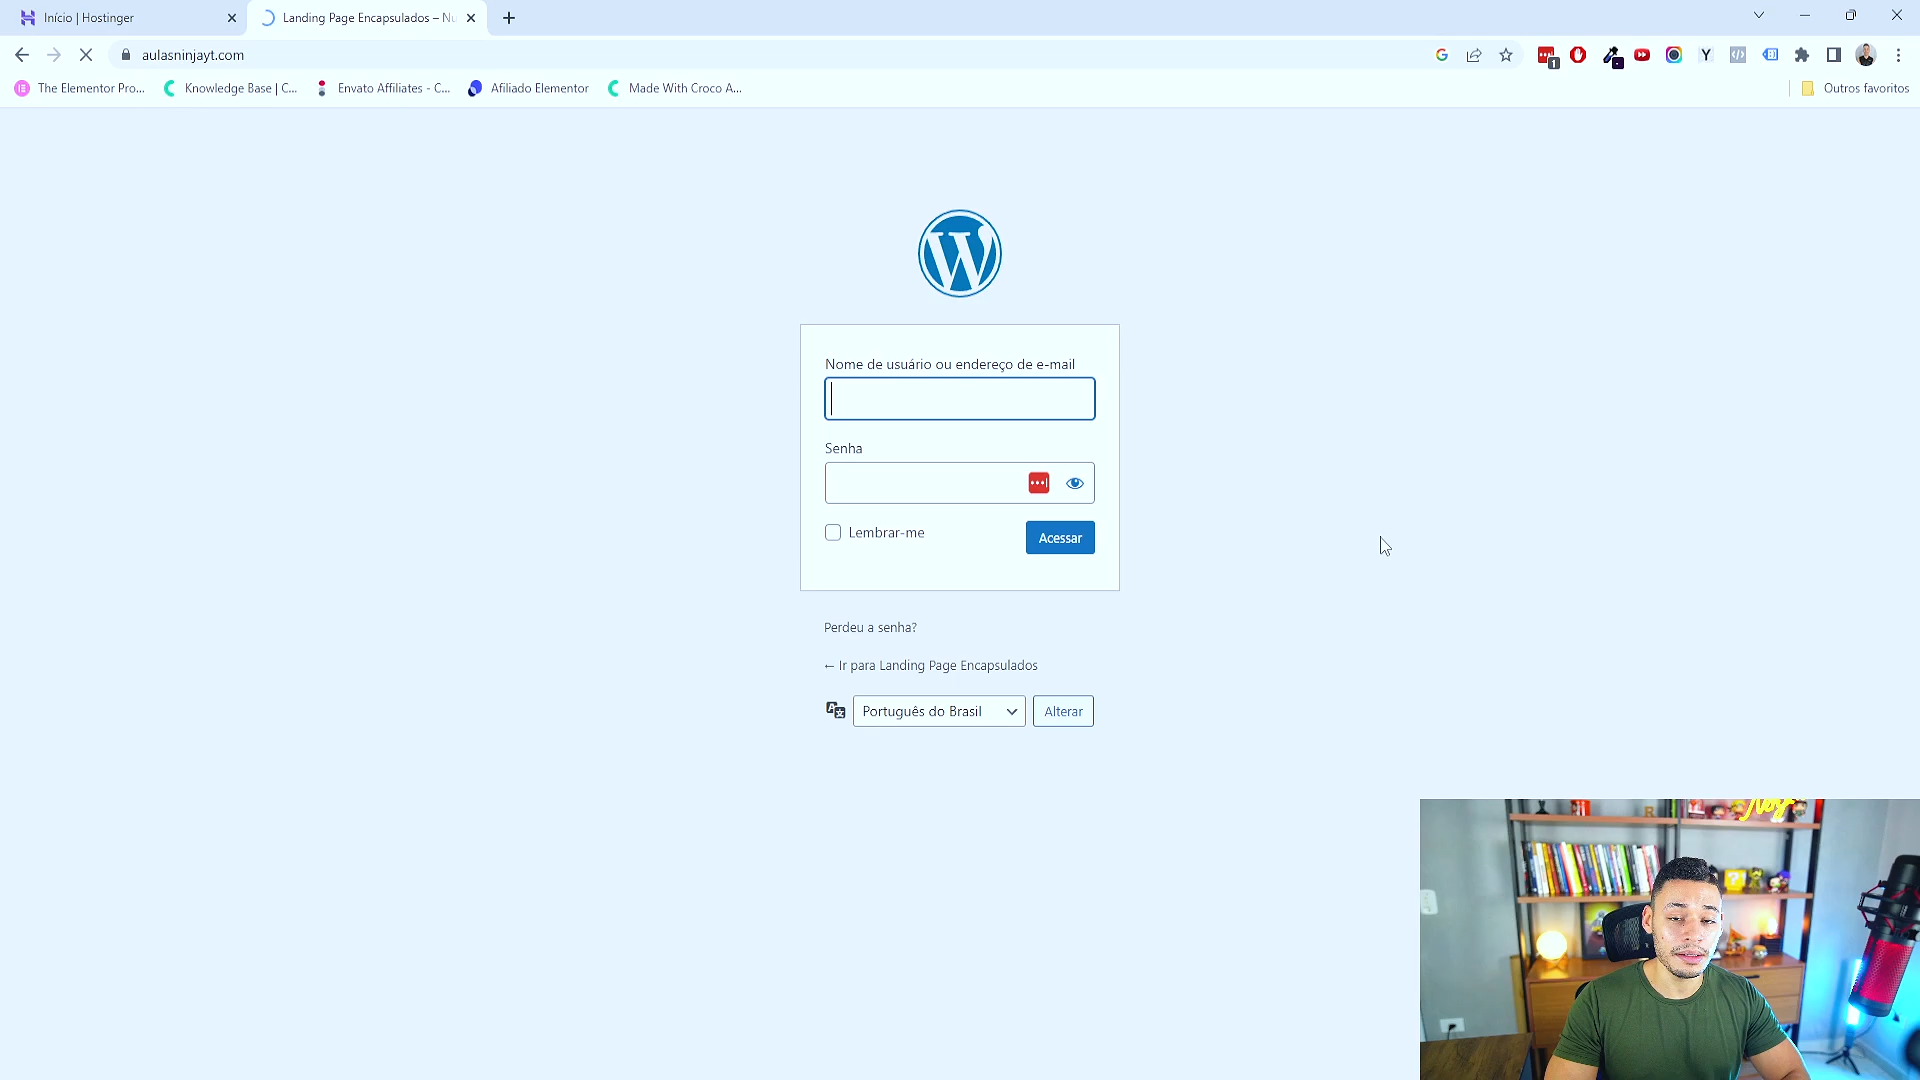 Início | Hostinger
Landing Page Encapsulados – Nu
aulasninjayt.com
1
The Elementor Pro...
Knowledge Base | C...
Envato Affiliates - C...
Afiliado Elementor
Made With Croco A...
Outros favoritos
Nome de usuário ou endereço de e-mail
Senha
Lembrar-me
Acessar
Perdeu a senha?
← Ir para Landing Page Encapsulados
Português do Brasil
Alterar